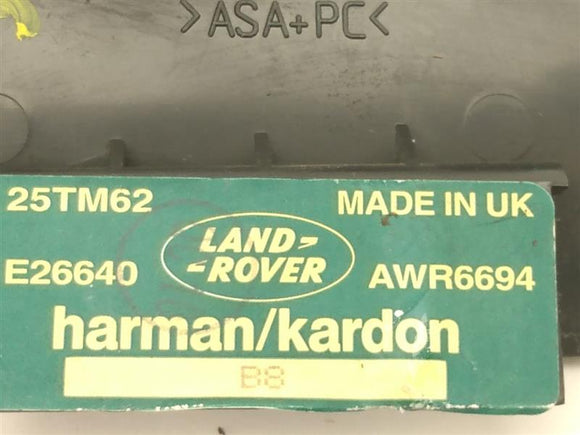 >ASA+PC<
25TM62
MADE IN UK
LAND-
-ROVER
E26640
AWR6694
harman/kardon
B8